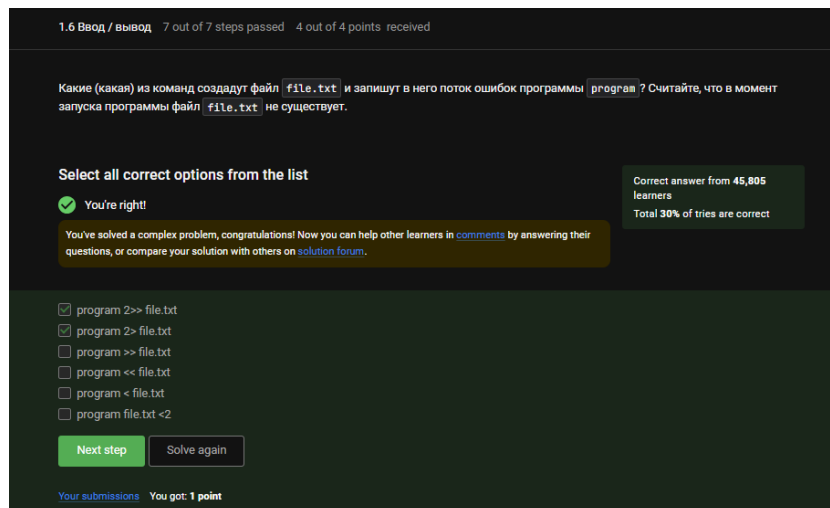 1.6 Ввод / вывод 7 out of 7 steps passed 4 out of 4 points received
Какие (какая) из команд создадут файл file.txt и запишут в него поток ошибок программы program? Считайте, что в момент
запуска программы файл file.txt не существует.
Select all correct options from the list
You're right!
You've solved a complex problem, congratulations! Now you can help other learners in comments by answering their
questions, or compare your solution with others on solution forum.
Correct answer from 45,805
learners
Total 30% of tries are correct
program 2>> file.txt
program 2> file.txt
program >> file.txt
program << file.txt
program < file.txt
program file.txt <2
Next step Solve again
Your submissions You got: 1 point